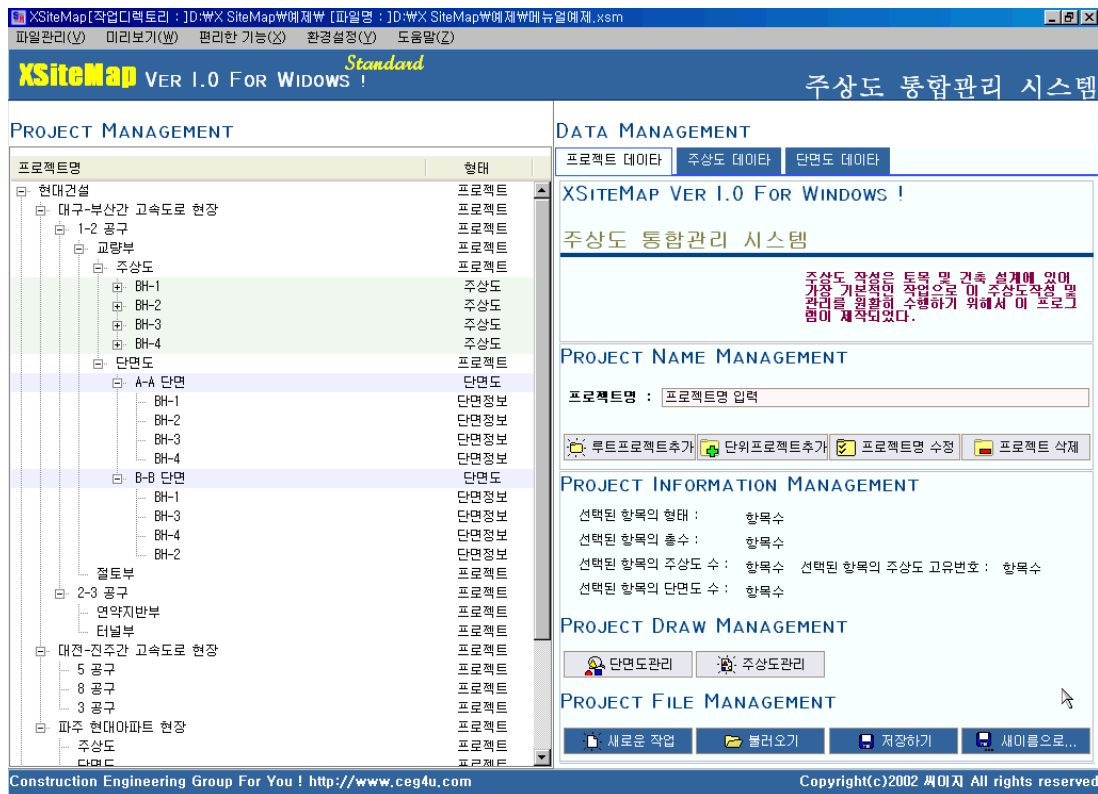 XSiteMap[작업디렉토리 : ]D:₩X SiteMap₩예제₩ [파일명 : ]D:₩X SiteMap₩예제₩메뉴얼예제.xsm
파일관리(V) 미리보기(W) 편리한 기능(X) 환경설정(Y) 도움말(Z)
XSiteMap VER 1.0 FOR WIDOWS ! Standard
주상도 통합관리 시스템
PROJECT MANAGEMENT
프로젝트명 형태
현대건설 프로젝트
대구-부산간 고속도로 현장 프로젝트
1-2 공구 프로젝트
교량부 프로젝트
주상도 프로젝트
BH-1 주상도
BH-2 주상도
BH-3 주상도
BH-4 주상도
단면도 프로젝트
A-A 단면 단면도
BH-1 단면정보
BH-2 단면정보
BH-3 단면정보
BH-4 단면정보
B-B 단면 단면도
BH-1 단면정보
BH-3 단면정보
BH-4 단면정보
BH-2 단면정보
절토부 프로젝트
2-3 공구 프로젝트
연약지반부 프로젝트
터널부 프로젝트
대전-진주간 고속도로 현장 프로젝트
5 공구 프로젝트
8 공구 프로젝트
3 공구 프로젝트
파주 현대아파트 현장 프로젝트
주상도 프로젝트
단면도 프로젝트
DATA MANAGEMENT
프로젝트 데이타 주상도 데이타 단면도 데이타
XSITEMAP VER 1.0 FOR WINDOWS !
주상도 통합관리 시스템
주상도 작성은 토목 및 건축 설계에 있어
가장 기본적인 작업으로 이 주상도작성 및
관리를 원활히 수행하기 위해서 이 프로그
램이 제작되었다.
PROJECT NAME MANAGEMENT
프로젝트명 : 프로젝트명 입력
루트프로젝트추가 단위프로젝트추가 프로젝트명 수정 프로젝트 삭제
PROJECT INFORMATION MANAGEMENT
선택된 항목의 형태 : 항목수
선택된 항목의 총수 : 항목수
선택된 항목의 주상도 수 : 항목수 선택된 항목의 주상도 고유번호 : 항목수
선택된 항목의 단면도 수 : 항목수
PROJECT DRAW MANAGEMENT
단면도관리 주상도관리
PROJECT FILE MANAGEMENT
새로운 작업 불러오기 저장하기 새이름으로...
Construction Engineering Group For You ! http://www.ceg4u.com
Copyright(c)2002 씨이지 All rights reserved